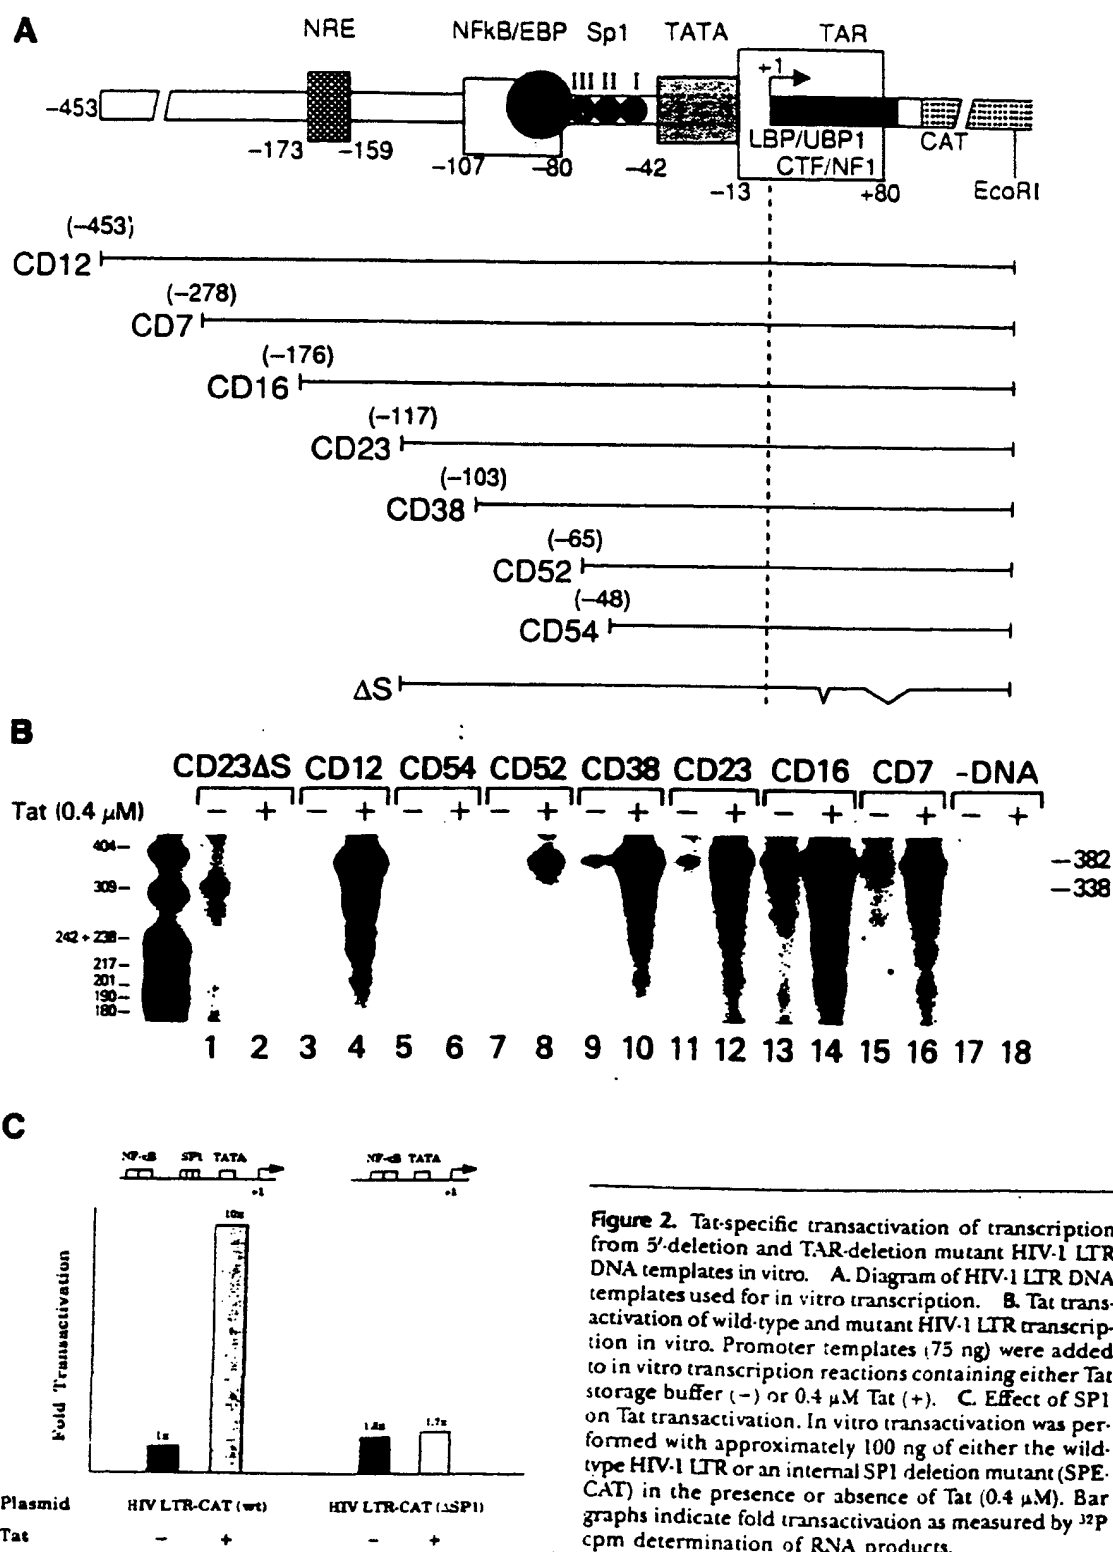 A
NRE NFkB/EBP Sp1 TATA TAR
III II I +1
−453
LBP/UBP1
CTF/NF1
CAT
EcoRI
−173 −159 −107 −80 −42 −13 +80
(−453)
CD12
(−278)
CD7
(−176)
CD16
(−117)
CD23
(−103)
CD38
(−65)
CD52
(−48)
CD54
ΔS
B
CD23ΔS CD12 CD54 CD52 CD38 CD23 CD16 CD7 -DNA
Tat (0.4 μM) − + − + − + − + − + − + − + − + − +
404–
309–
242 + 238–
217–
201–
190–
180–
–382
–338
1 2 3 4 5 6 7 8 9 10 11 12 13 14 15 16 17 18
C
SP1 TATA
+1
TATA
+1
Fold Transactivation
1x
10x
1.7x
Plasmid HIV LTR-CAT (wt) HIV LTR-CAT (ΔSP1)
Tat − + − +
Figure 2. Tat-specific transactivation of transcription
from 5'-deletion and TAR-deletion mutant HIV-1 LTR
DNA templates in vitro. A. Diagram of HIV-1 LTR DNA
templates used for in vitro transcription. B. Tat trans-
activation of wild-type and mutant HIV-1 LTR transcrip-
tion in vitro. Promoter templates (75 ng) were added
to in vitro transcription reactions containing either Tat
storage buffer (−) or 0.4 μM Tat (+). C. Effect of SP1
on Tat transactivation. In vitro transactivation was per-
formed with approximately 100 ng of either the wild-
type HIV-1 LTR or an internal SP1 deletion mutant (SPE-
CAT) in the presence or absence of Tat (0.4 μM). Bar
graphs indicate fold transactivation as measured by ³²P
cpm determination of RNA products.